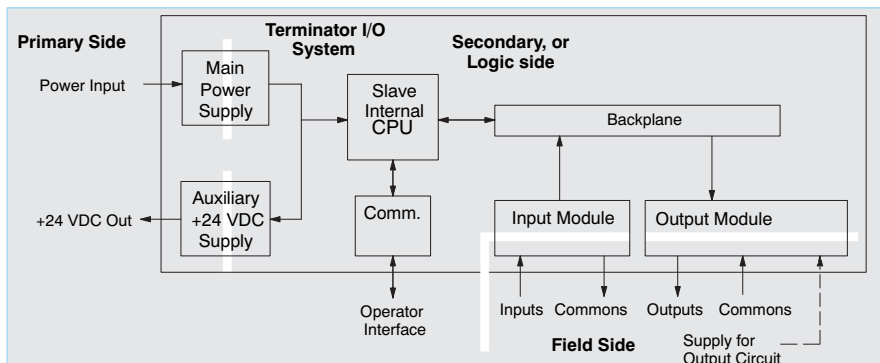 Primary Side
Terminator I/O
System
Secondary, or
Logic side
Power Input
Main
Power
Supply
Slave
Internal
CPU
Backplane
+24 VDC Out
Auxiliary
+24 VDC
Supply
Comm.
Input Module
Output Module
Operator
Interface
Inputs
Commons
Outputs
Commons
Field Side
Supply for
Output Circuit